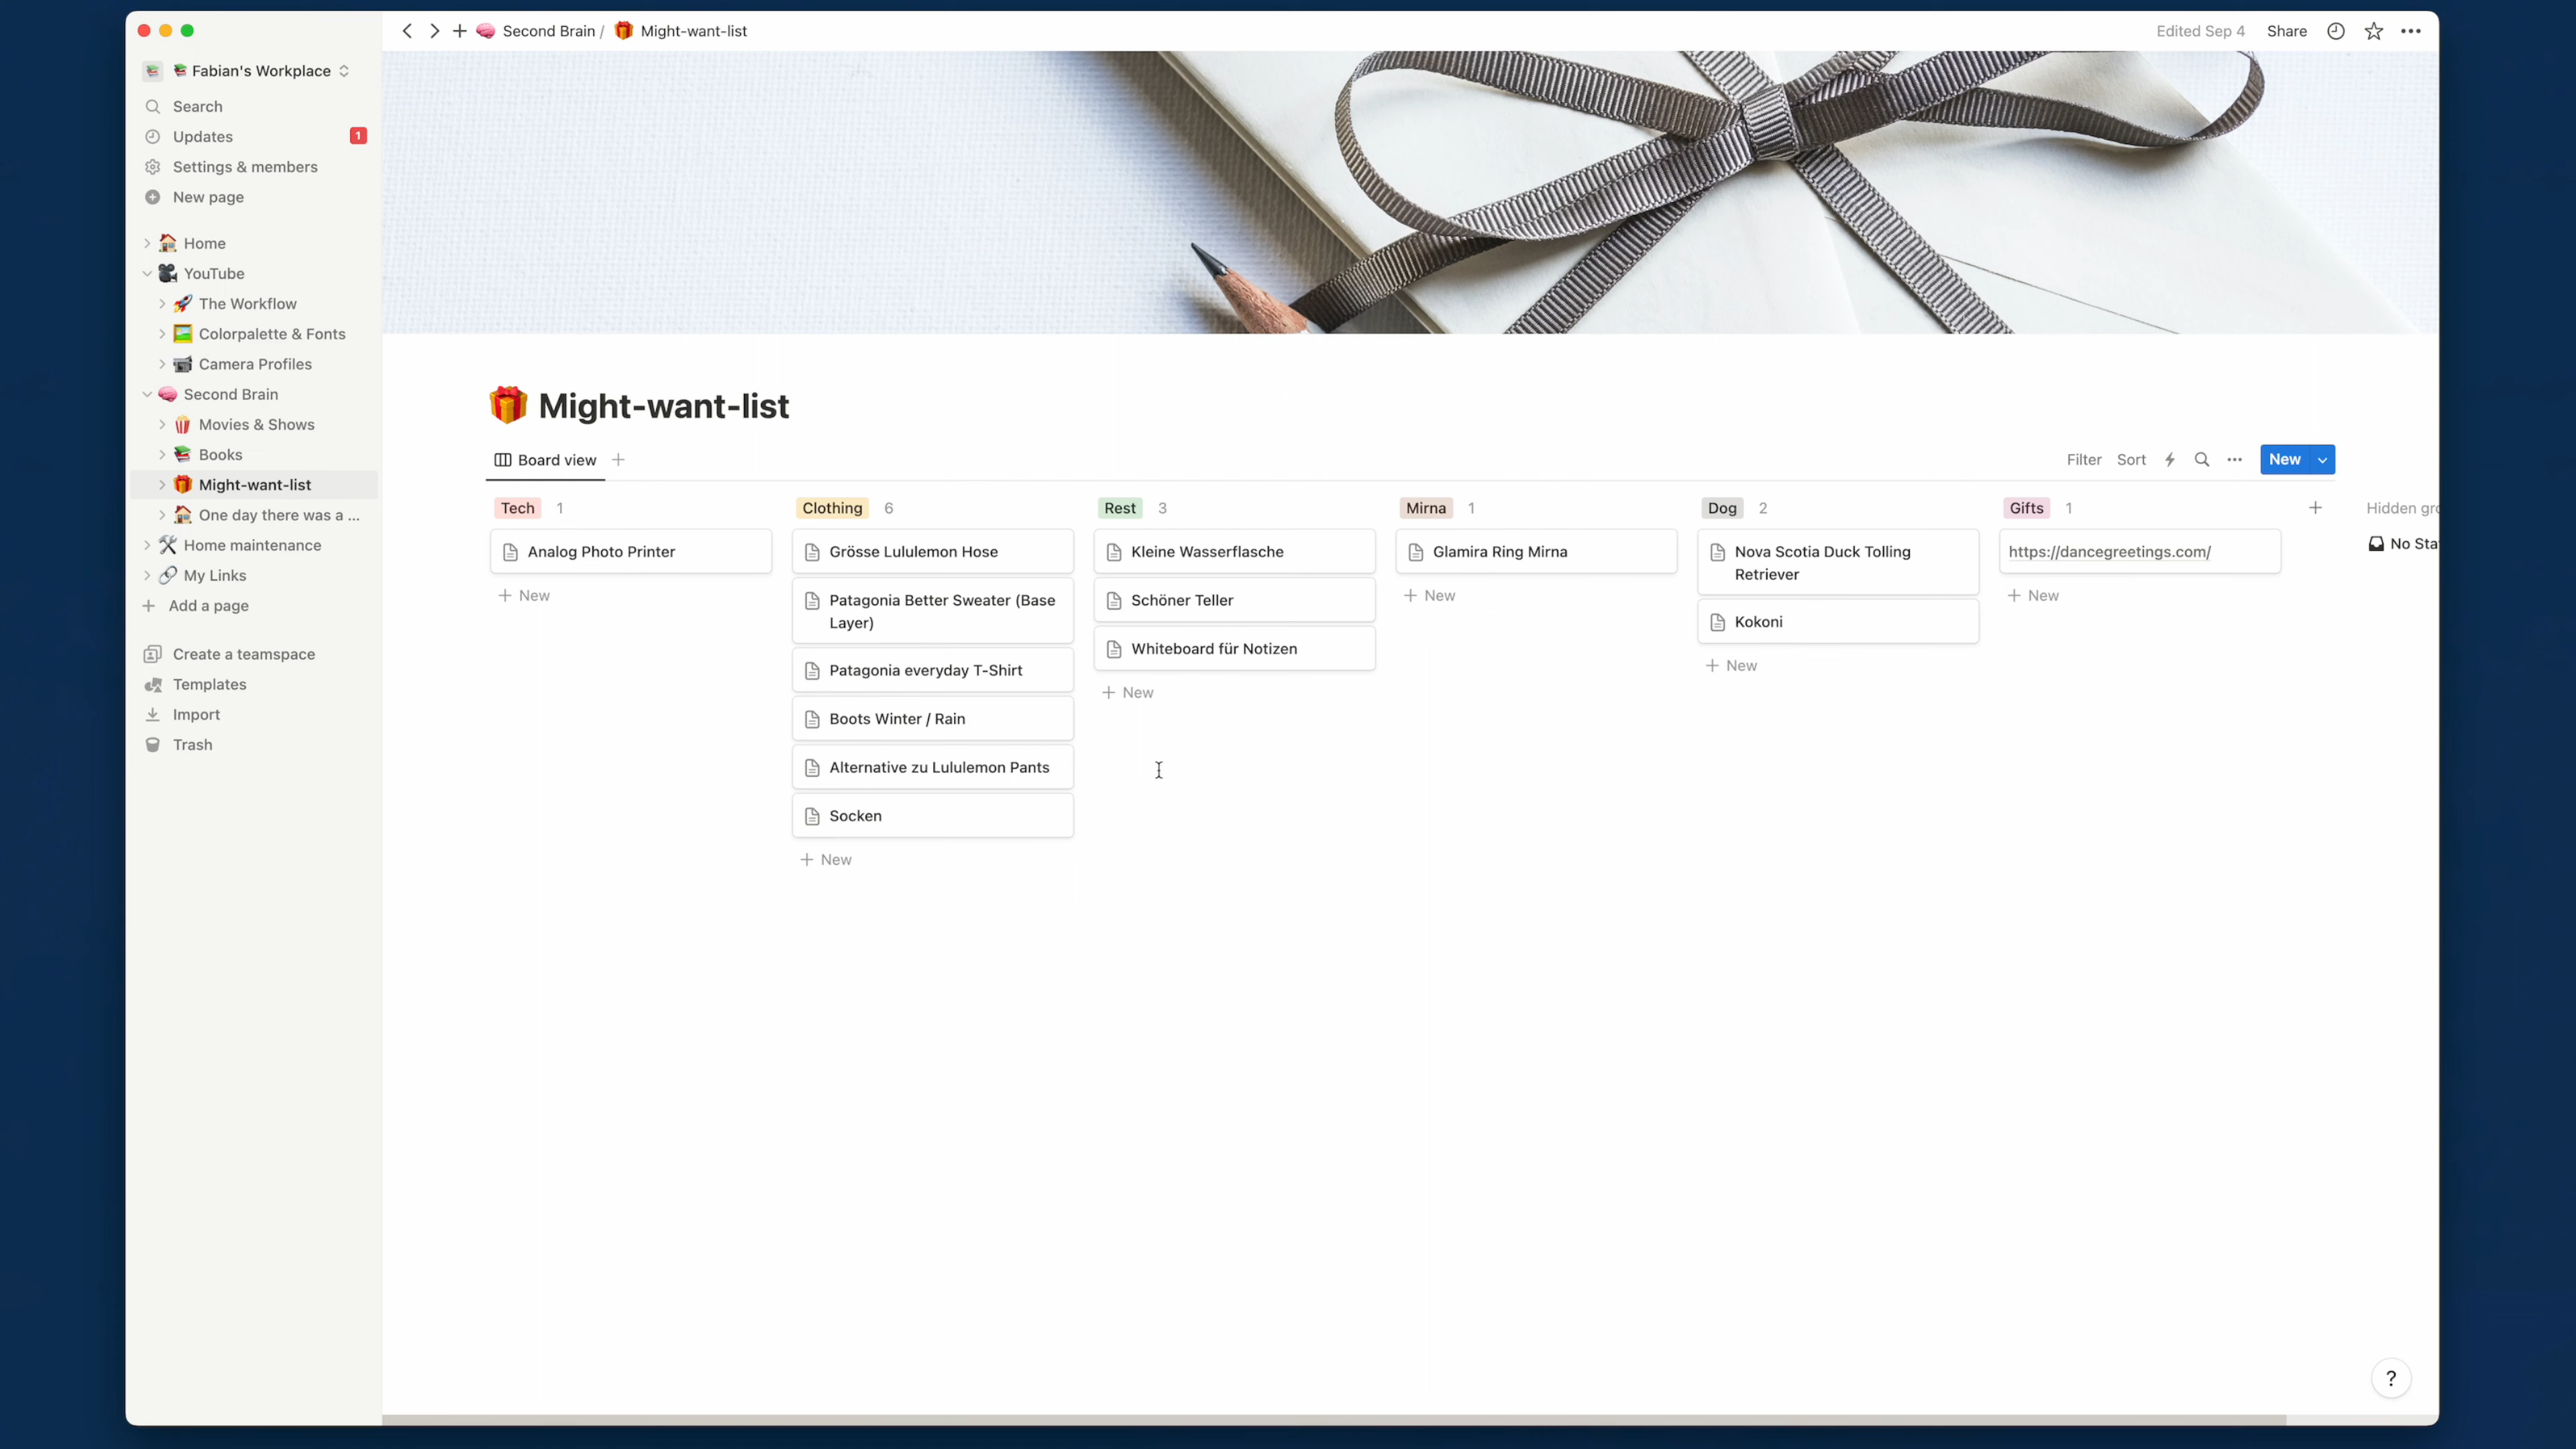 Second Brain / Might-want-list
Edited Sep 4 Share
Fabian's Workplace
Search
Updates 1
Settings & members
New page
Home
YouTube
The Workflow
Colorpalette & Fonts
Camera Profiles
Second Brain
Movies & Shows
Books
Might-want-list
One day there was a ...
Home maintenance
My Links
Add a page
Create a teamspace
Templates
Import
Trash
Might-want-list
Board view
Filter Sort New
Tech 1
Analog Photo Printer
New
Clothing 6
Grösse Lululemon Hose
Patagonia Better Sweater (Base
Layer)
Patagonia everyday T-Shirt
Boots Winter / Rain
Alternative zu Lululemon Pants
Socken
New
Rest 3
Kleine Wasserflasche
Schöner Teller
Whiteboard für Notizen
New
Mirna 1
Glamira Ring Mirna
New
Dog 2
Nova Scotia Duck Tolling
Retriever
Kokoni
New
Gifts 1
https://dancegreetings.com/
New
Hidden gro
No Sta
?